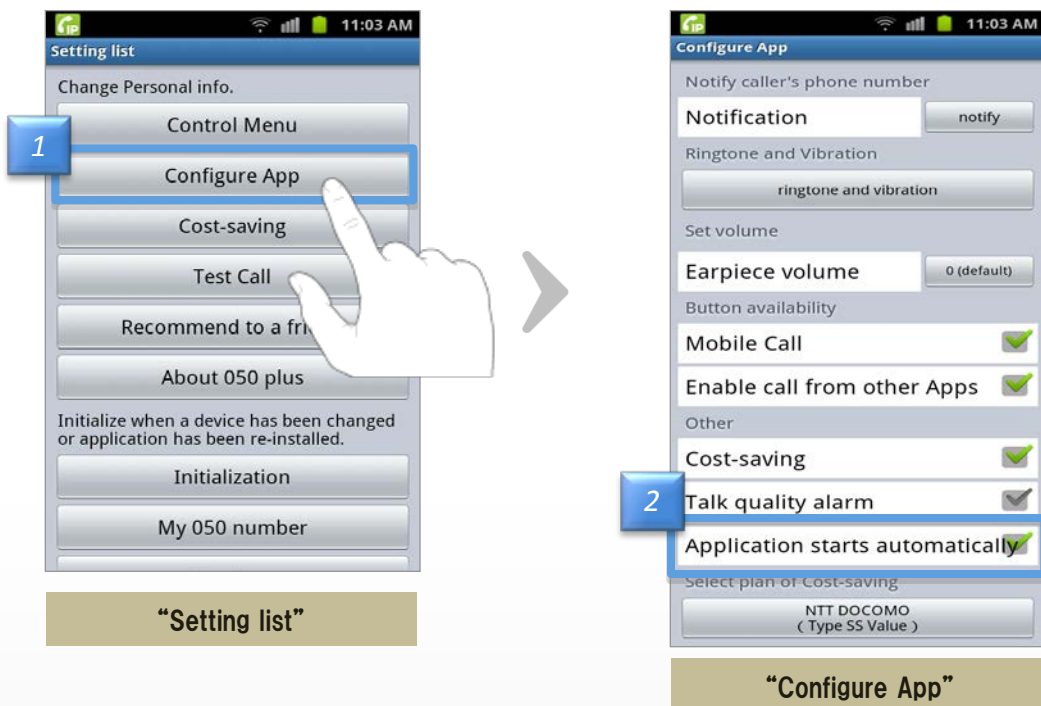 IP
11:03 AM
Setting list
Change Personal info.
Control Menu
1
Configure App
Cost-saving
Test Call
Recommend to a
About 050 plus
Initialize when a device has been changed
or application has been re-installed.
Initialization
My 050 number
“Setting list”
IP
11:03 AM
Configure App
Notify caller's phone number
Notification
notify
Ringtone and Vibration
ringtone and vibration
Set volume
Earpiece volume
0 (default)
Button availability
Mobile Call
Enable call from other Apps
Other
Cost-saving
2
Talk quality alarm
Application starts automatically
Select plan of Cost-saving
NTT DOCOMO
( Type SS Value )
“Configure App”